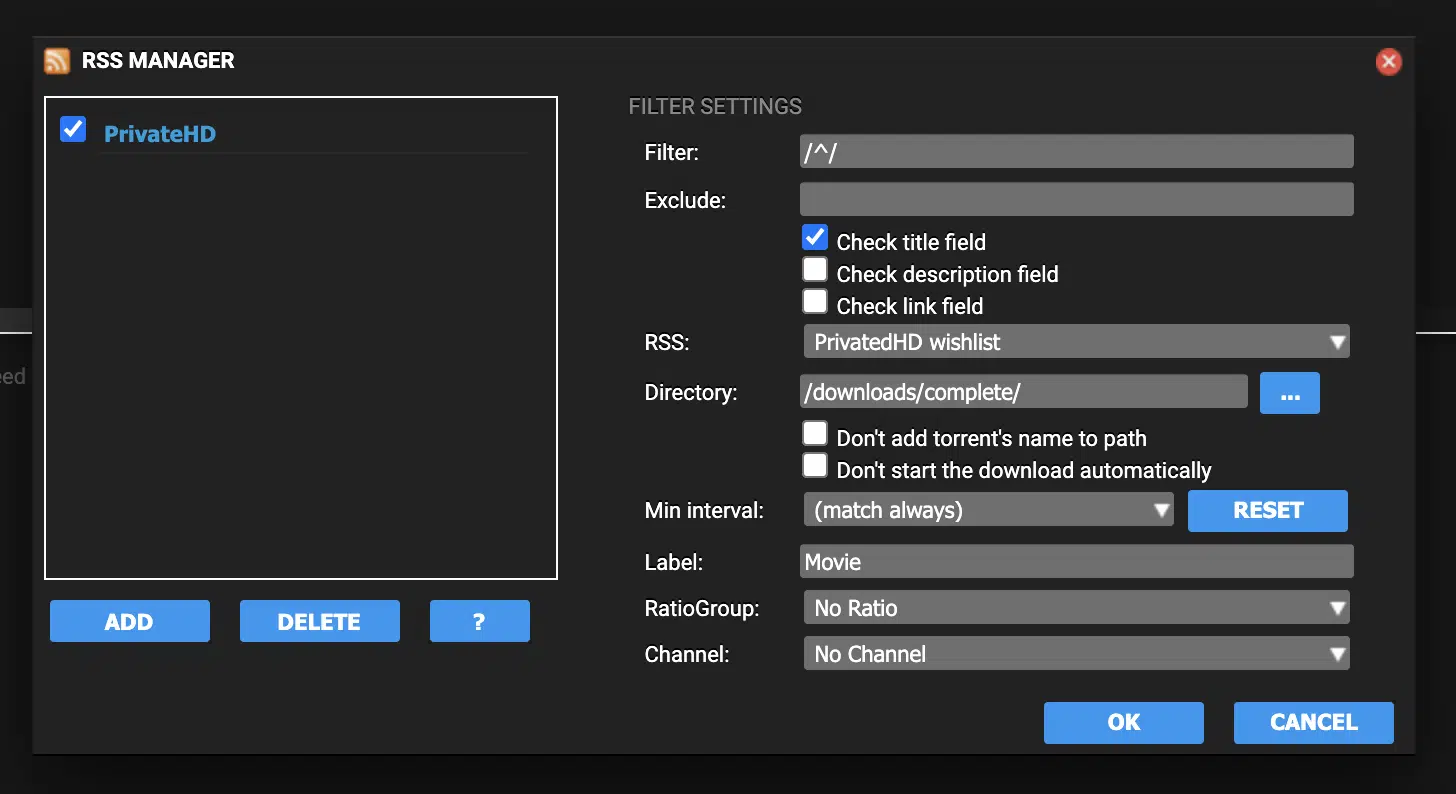 RSS MANAGER
PrivateHD
ADD
DELETE
?
FILTER SETTINGS
Filter:
/^/
Exclude:
Check title field
Check description field
Check link field
RSS:
PrivatedHD wishlist
Directory:
/downloads/complete/
...
Don't add torrent's name to path
Don't start the download automatically
Min interval:
(match always)
RESET
Label:
Movie
RatioGroup:
No Ratio
Channel:
No Channel
OK
CANCEL
eed